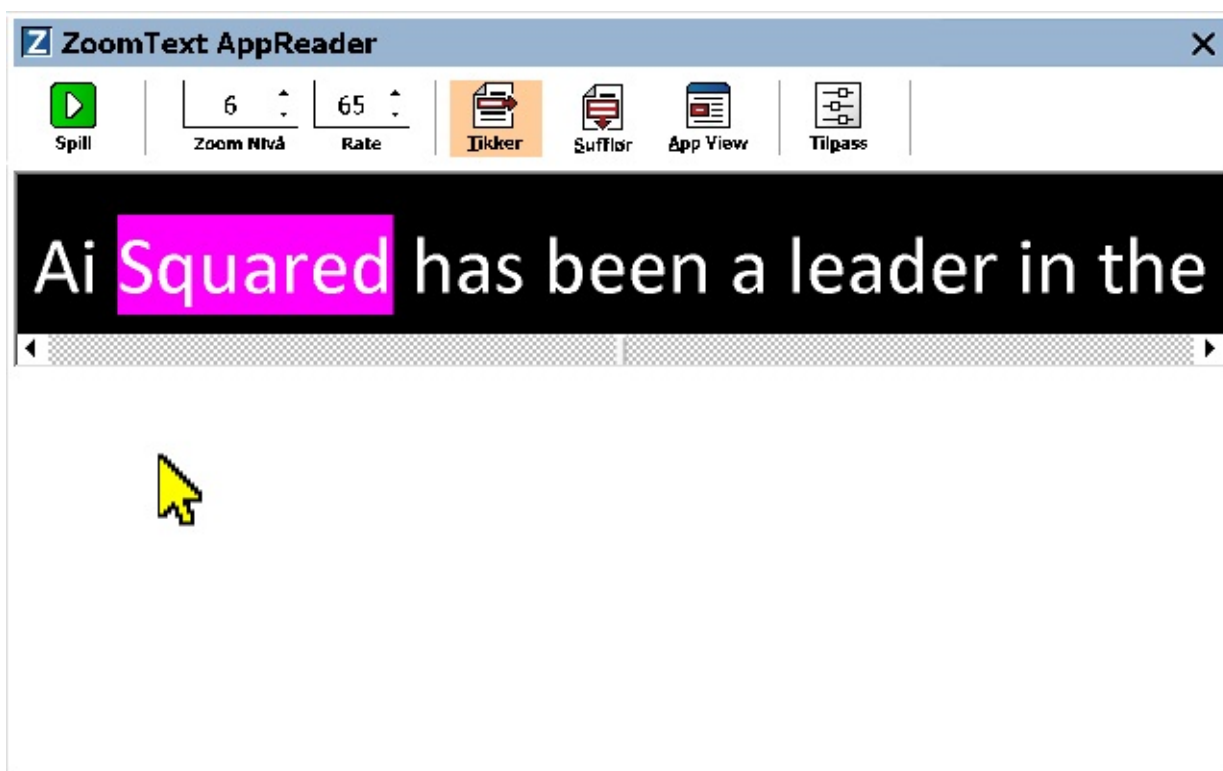 ZoomText AppReader
6 65
Spill Zoom Nivå Rate Tikker Sufflør App View Tilpass
Ai Squared has been a leader in the